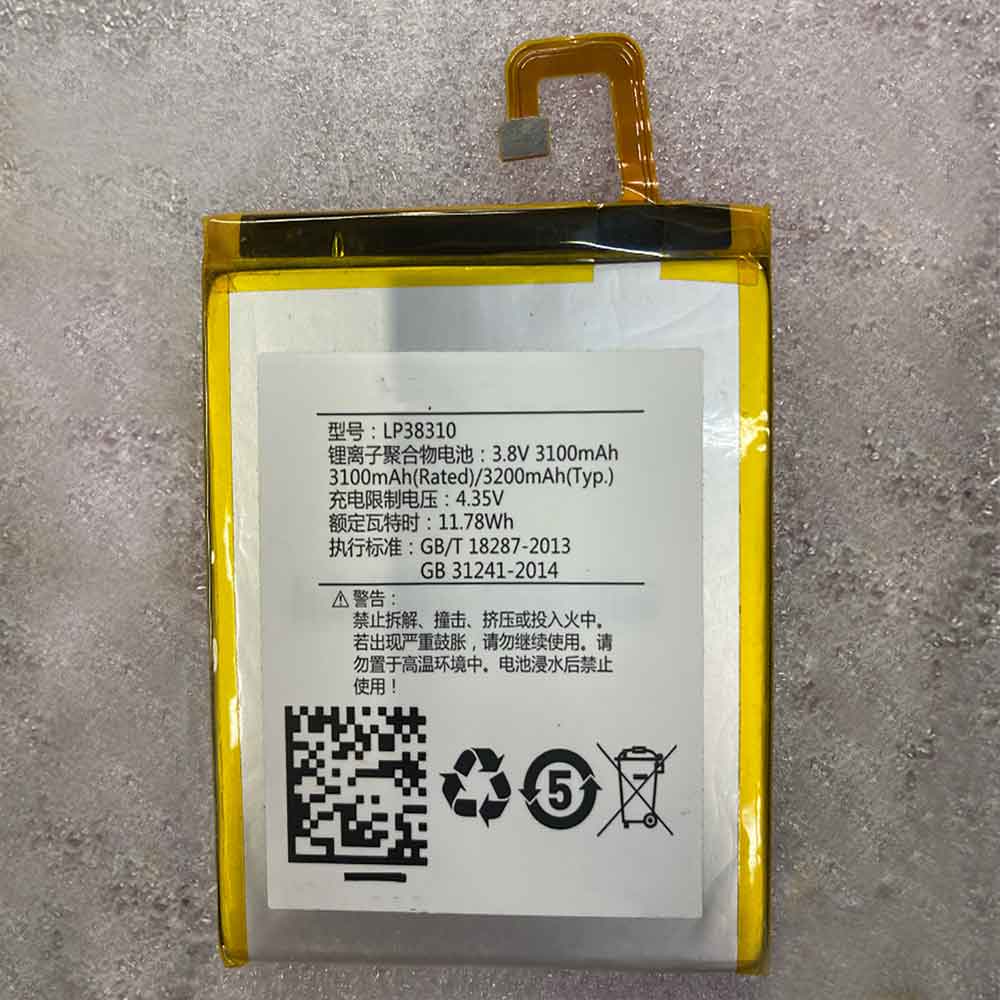 型号：LP38310
锂离子聚合物电池：3.8V 3100mAh
3100mAh(Rated)/3200mAh(Typ.)
充电限制电压：4.35V
额定瓦特时：11.78Wh
执行标准：GB/T 18287-2013
GB 31241-2014
⚠警告：
禁止拆解、撞击、挤压或投入火中。
若出现严重鼓胀，请勿继续使用。请
勿置于高温环境中。电池浸水后禁止
使用！
5